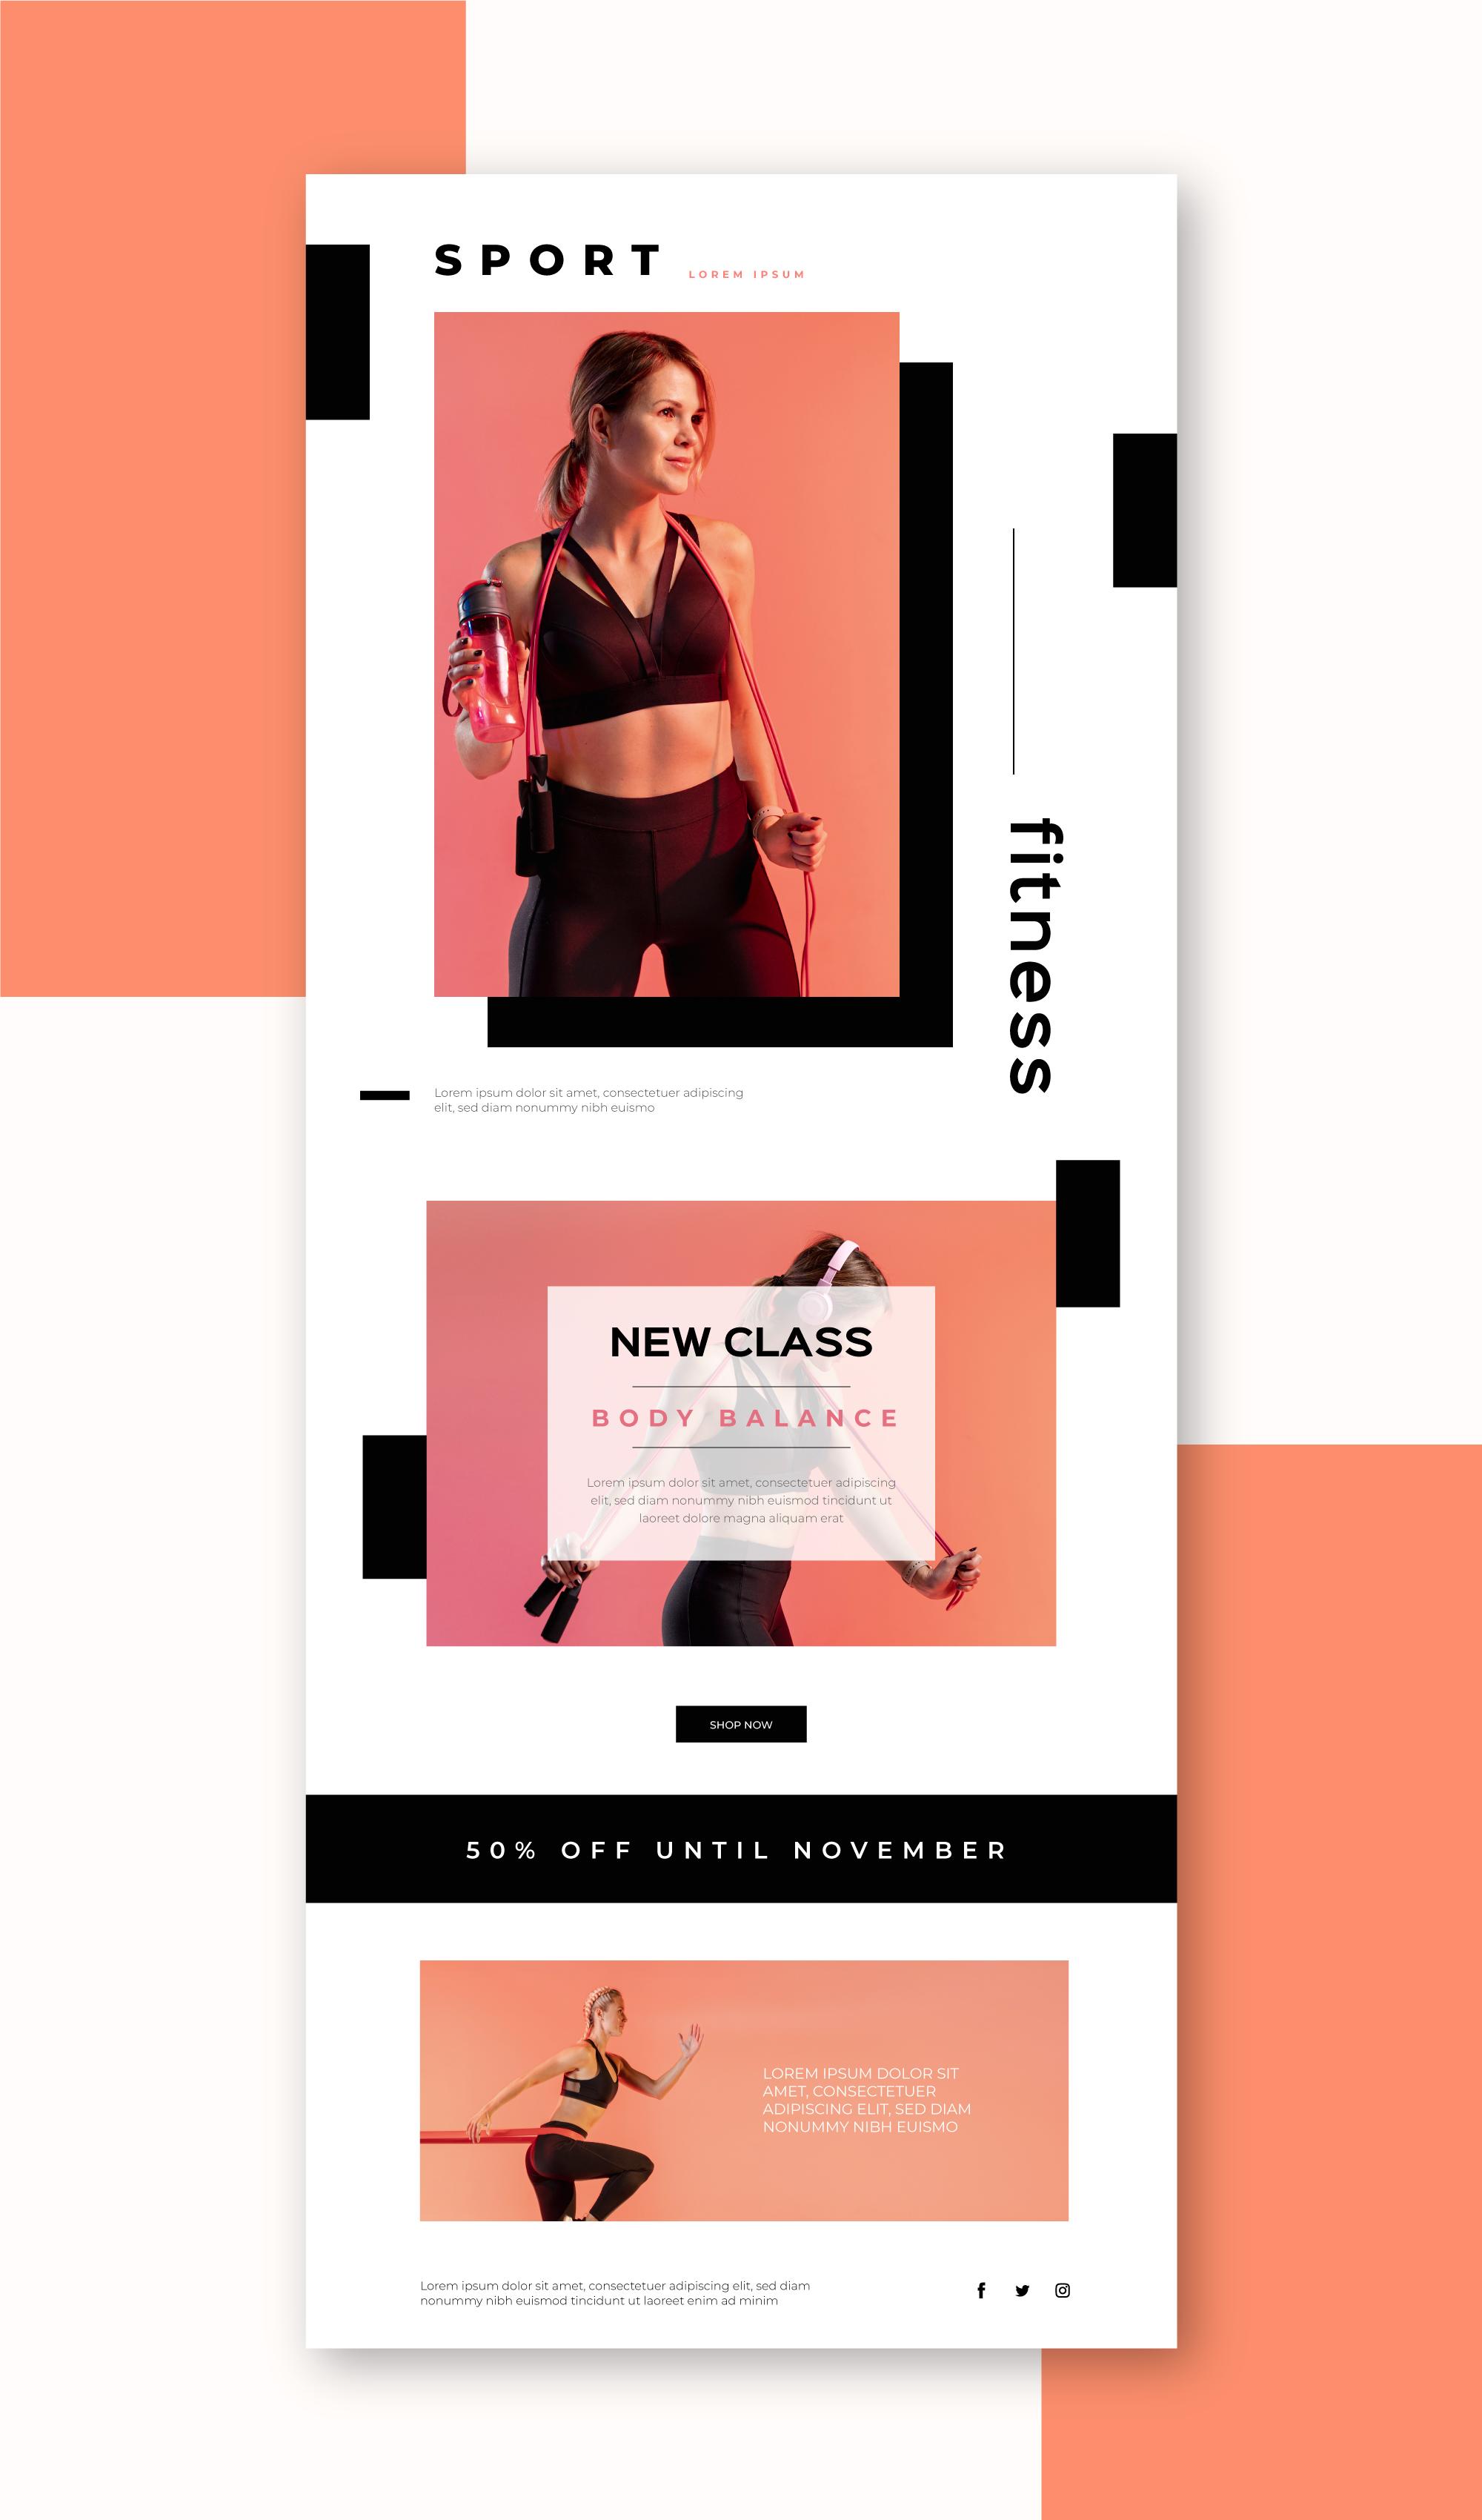 SPORT
LOREM IPSUM
fitness
Lorem ipsum dolor sit amet, consectetuer adipiscing
elit, sed diam nonummy nibh euismo
NEW CLASS
BODY BALANCE
Lorem ipsum dolor sit amet, consectetuer adipiscing
elit, sed diam nonummy nibh euismod tincidunt ut
laoreet dolore magna aliquam erat
SHOP NOW
50% OFF UNTIL NOVEMBER
LOREM IPSUM DOLOR SIT
AMET, CONSECTETUER
ADIPISCING ELIT, SED DIAM
NONUMMY NIBH EUISMO
Lorem ipsum dolor sit amet, consectetuer adipiscing elit, sed diam
nonummy nibh euismod tincidunt ut laoreet enim ad minim